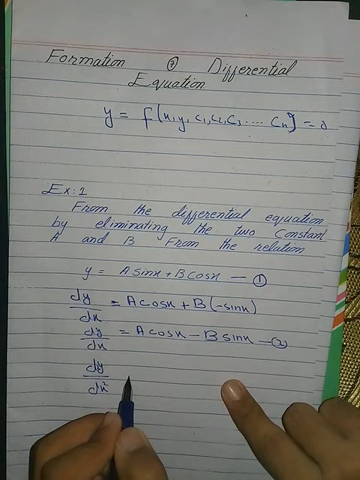 Formation of Differential
Equation
y = f[x, y, c₁, c₂, c₃ .... cₙ] = 0
Ex:1
From the differential equation
by eliminating the two Constant
A and B From the relation
y = A sinx + B cosx — ①
dy/dx = A cosx + B(-sinx)
dy/dx = A cosx - B sinx — ②
dy/dx²